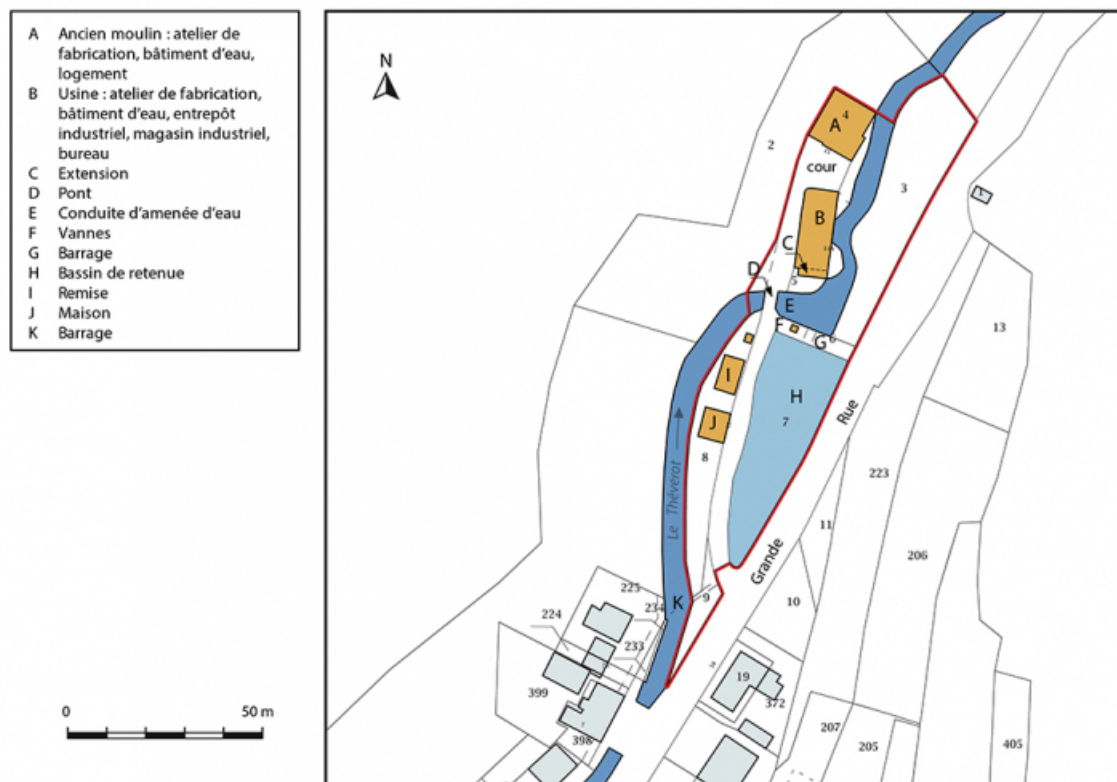 A Ancien moulin : atelier de
fabrication, bâtiment d'eau,
logement
B Usine : atelier de fabrication,
bâtiment d'eau, entrepôt
industriel, magasin industriel,
bureau
C Extension
D Pont
E Conduite d'amenée d'eau
F Vannes
G Barrage
H Bassin de retenue
I Remise
J Maison
K Barrage
N
A 4
2
cour
3
B
C
D
5
E
F
G
13
I
H
7
J
Rue
8
Le Théverot
223
11
206
Grande
225
9
K
10
224
234
233
19
399
372
398
207
205
405
0 50 m